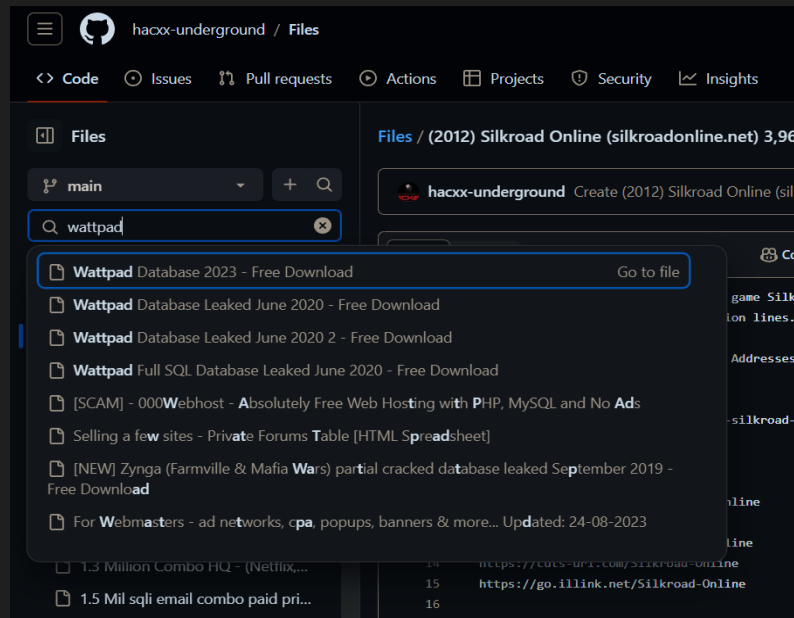 hacxx-underground / Files
Code Issues Pull requests Actions Projects Security Insights
Files
main
wattpad
Wattpad Database 2023 - Free Download Go to file
Wattpad Database Leaked June 2020 - Free Download
Wattpad Database Leaked June 2020 2 - Free Download
Wattpad Full SQL Database Leaked June 2020 - Free Download
[SCAM] - 000Webhost - Absolutely Free Web Hosting with PHP, MySQL and No Ads
Selling a few sites - Private Forums Table [HTML Spreadsheet]
[NEW] Zynga (Farmville & Mafia Wars) partial cracked database leaked September 2019 -
Free Download
For Webmasters - ad networks, cpa, popups, banners & more... Updated: 24-08-2023
1.3 Million Combo HQ - (Netflix,...
1.5 Mil sqli email combo paid pri...
Files / (2012) Silkroad Online (silkroadonline.net) 3,96
hacxx-underground Create (2012) Silkroad Online (sil
Co
game Silk
ion lines.
Addresses
-silkroad-
nline
line
14 https://cuts-url.com/Silkroad-Online
15 https://go.illink.net/Silkroad-Online
16